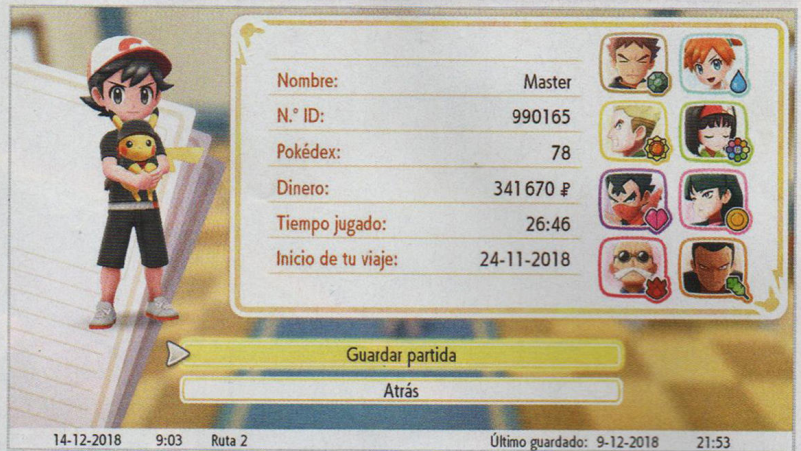 Nombre: Master
N.° ID: 990165
Pokédex: 78
Dinero: 341 670 ₽
Tiempo jugado: 26:46
Inicio de tu viaje: 24-11-2018
Guardar partida
Atrás
14-12-2018 9:03 Ruta 2 Último guardado: 9-12-2018 21:53